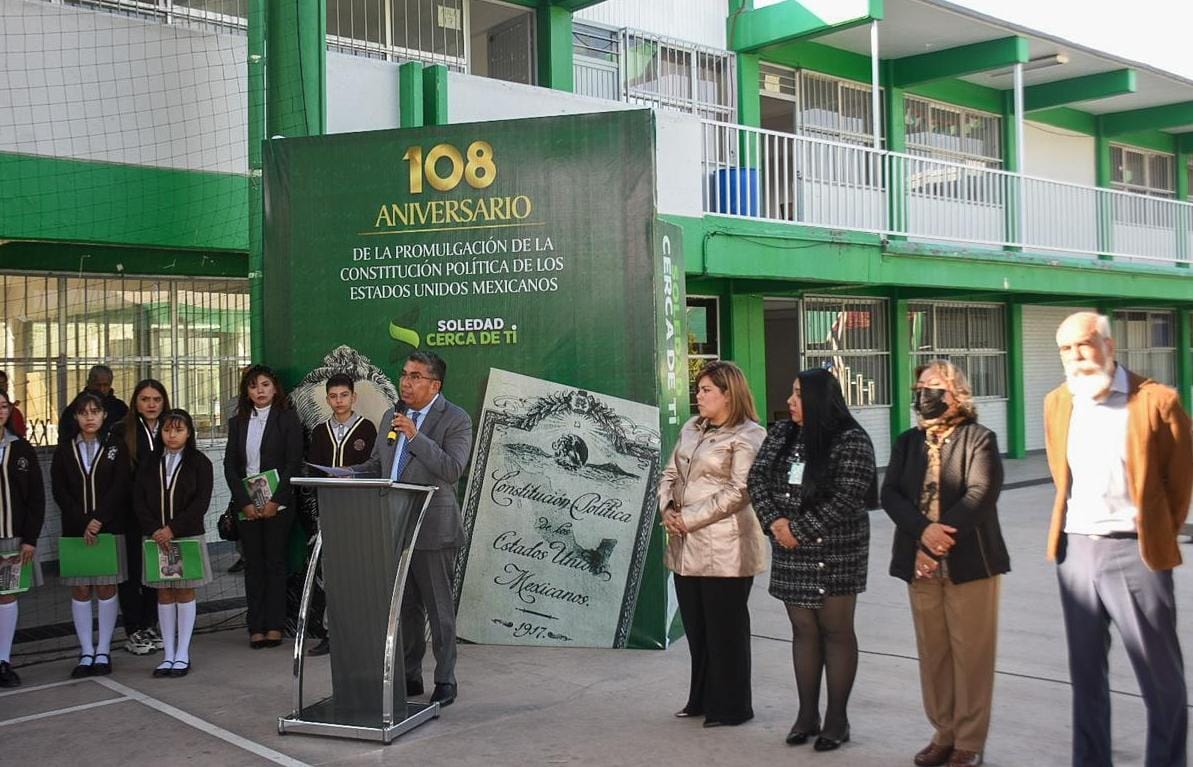 108
ANIVERSARIO
DE LA PROMULGACIÓN DE LA
CONSTITUCIÓN POLÍTICA DE LOS
ESTADOS UNIDOS MEXICANOS
SOLEDAD
CERCA DE Ti
Constitución Política
de los
Estados Unidos
Mexicanos.
1917.
SOLEDAD
CERCA DE Ti